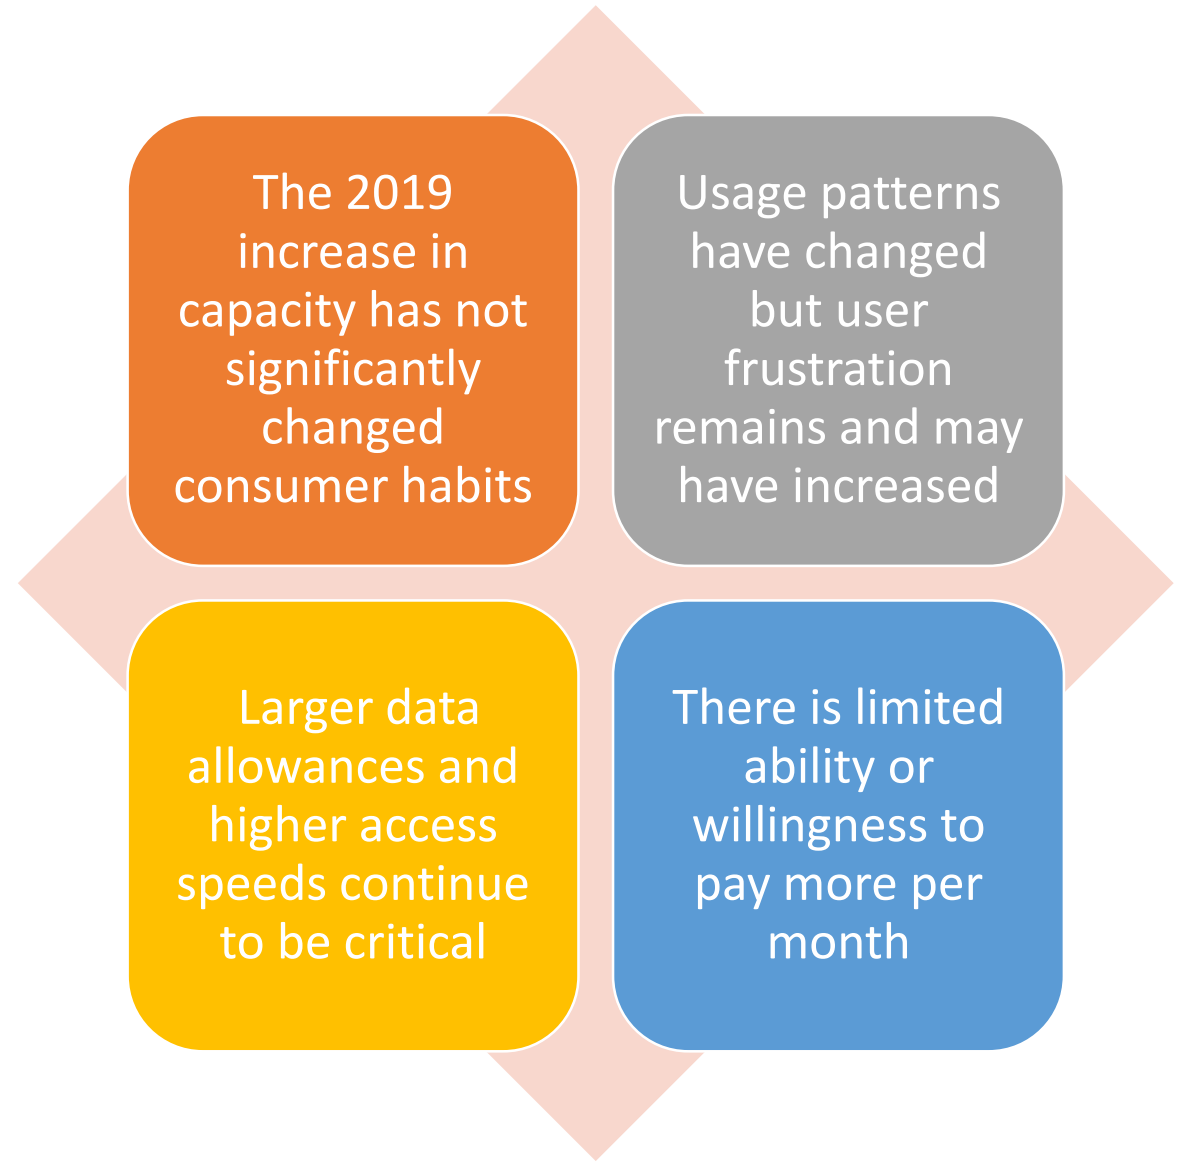 The 2019
increase in
capacity has not
significantly
changed
consumer habits
Usage patterns
have changed
but user
frustration
remains and may
have increased
Larger data
allowances and
higher access
speeds continue
to be critical
There is limited
ability or
willingness to
pay more per
month